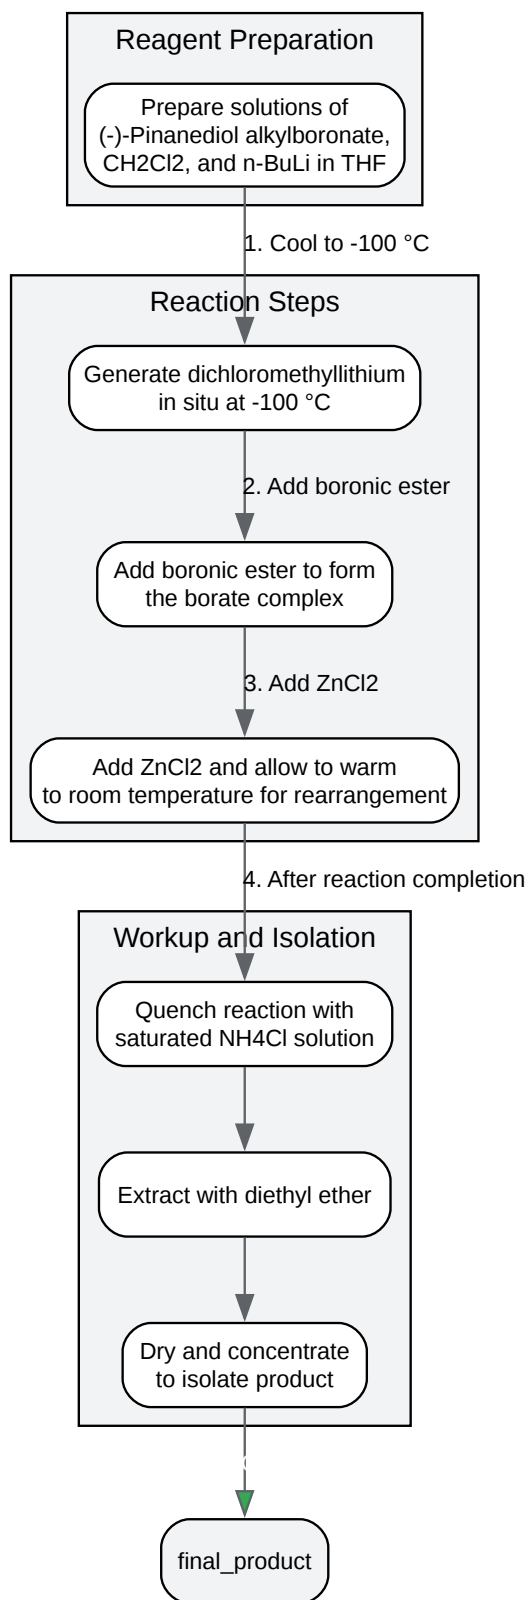 Reagent Preparation
Prepare solutions of
(-)-Pinanediol alkylboronate,
CH2Cl2, and n-BuLi in THF
1. Cool to -100 °C
Reaction Steps
Generate dichloromethyllithium
in situ at -100 °C
2. Add boronic ester
Add boronic ester to form
the borate complex
3. Add ZnCl2
Add ZnCl2 and allow to warm
to room temperature for rearrangement
4. After reaction completion
Workup and Isolation
Quench reaction with
saturated NH4Cl solution
Extract with diethyl ether
Dry and concentrate
to isolate product
final_product